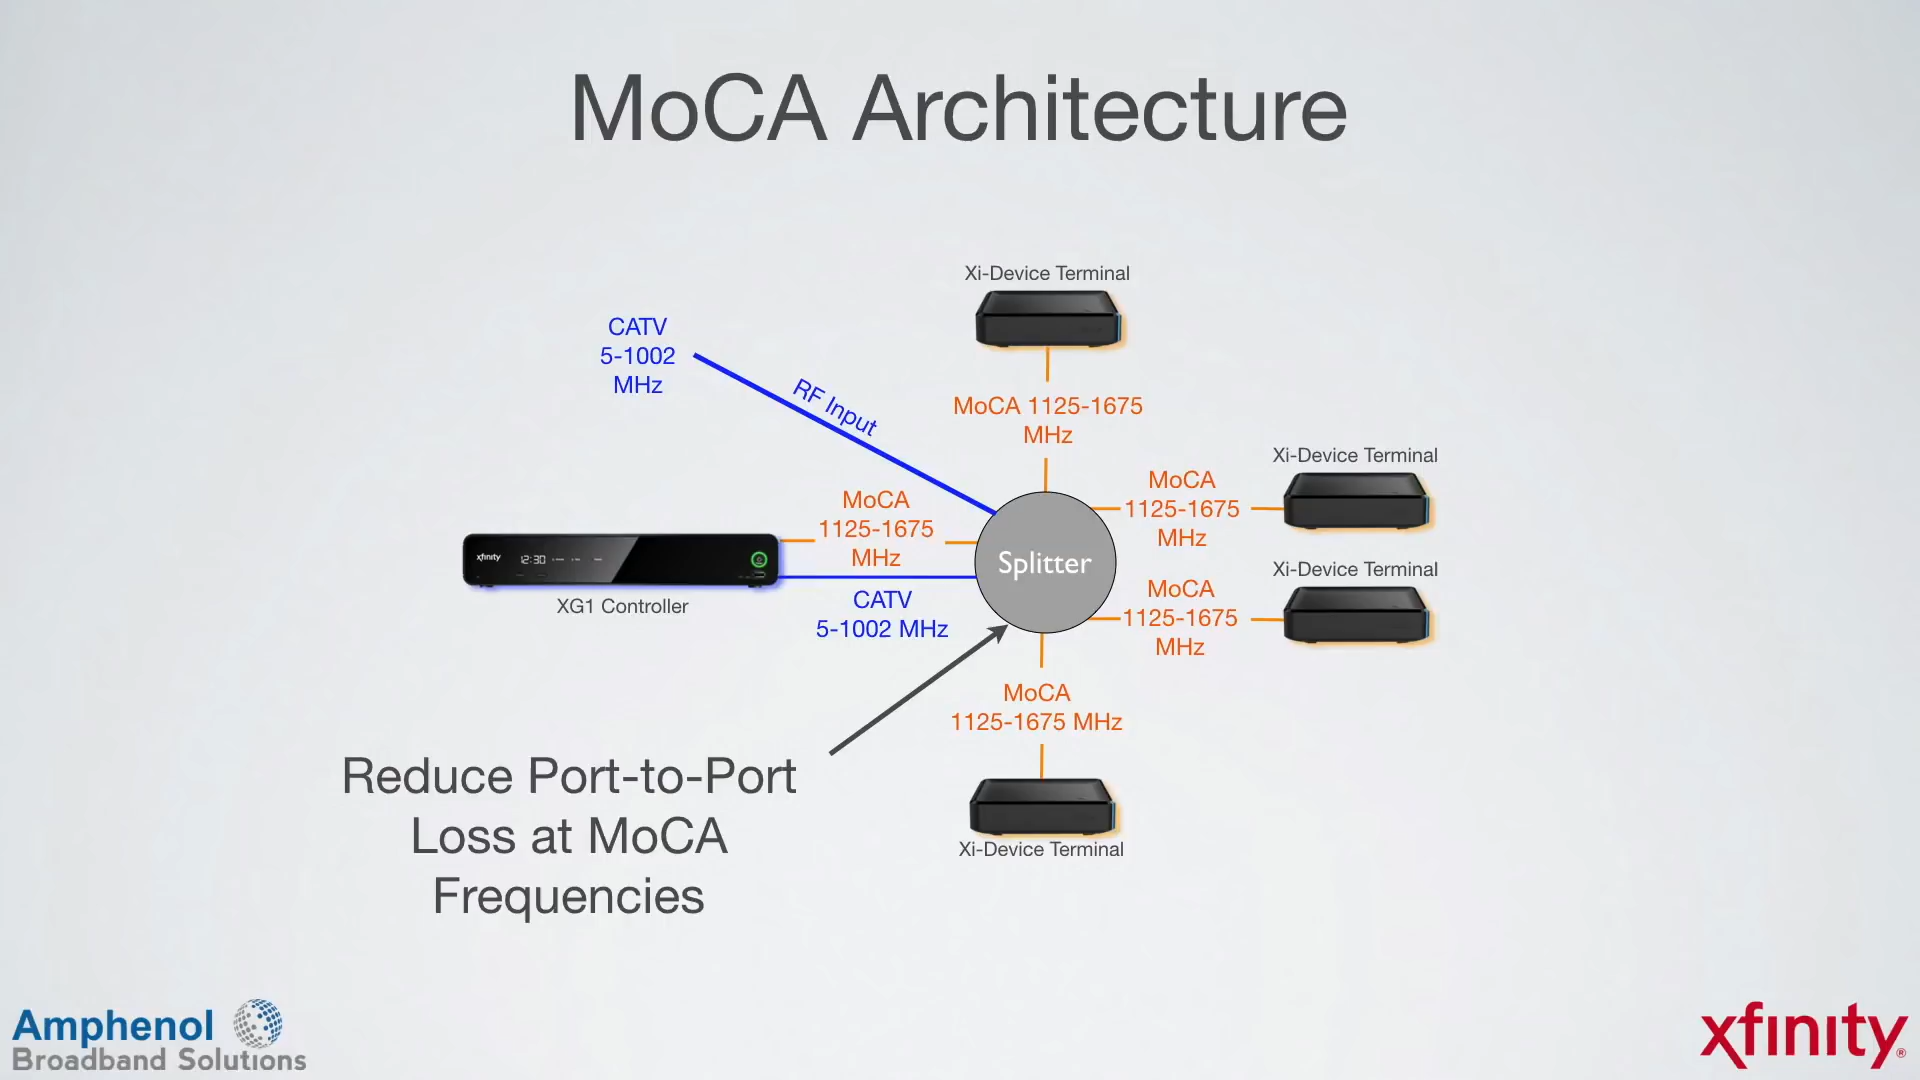 MoCA Architecture
Xi-Device Terminal
CATV
5-1002
MHz
RF Input
MoCA 1125-1675
MHz
Xi-Device Terminal
MoCA
1125-1675
MHz
MoCA
1125-1675
MHz
xfinity
12:30
Splitter
XG1 Controller
CATV
5-1002 MHz
Xi-Device Terminal
MoCA
1125-1675
MHz
MoCA
1125-1675 MHz
Xi-Device Terminal
Reduce Port-to-Port
Loss at MoCA
Frequencies
Amphenol
Broadband Solutions
xfinity®